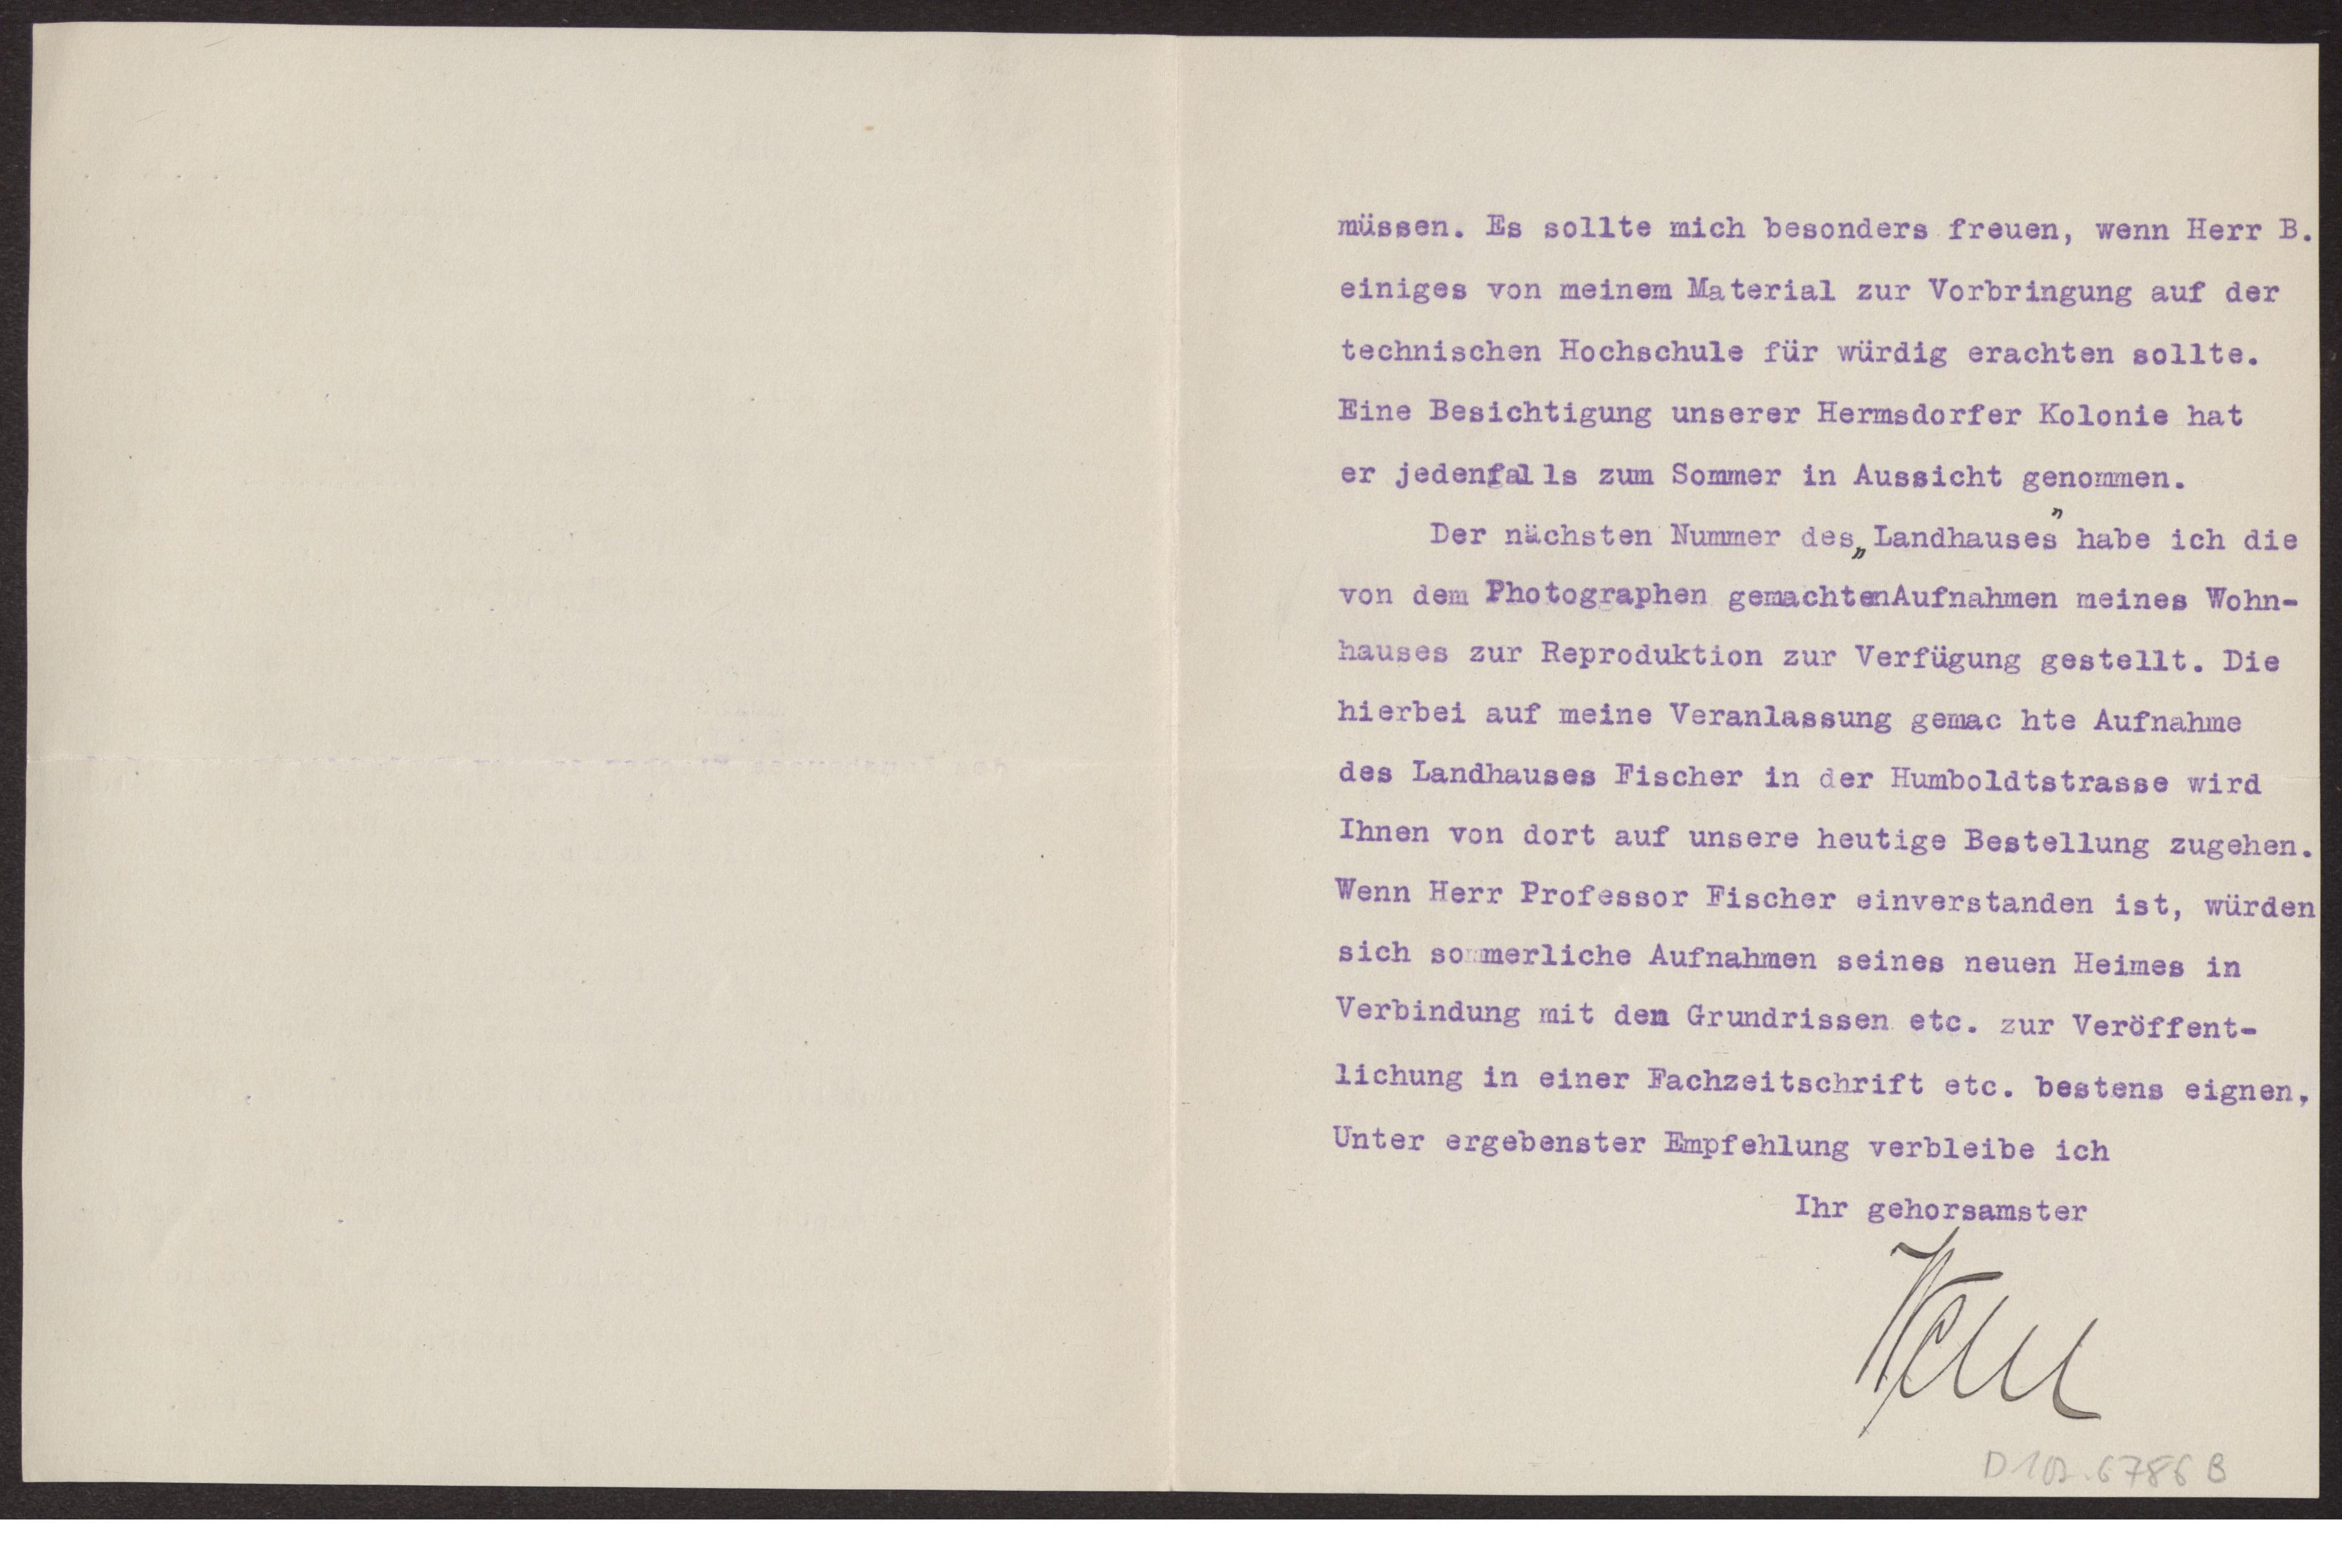 müssen. Es sollte mich besonders freuen, wenn Herr B.
einiges von meinem Material zur Vorbringung auf der
technischen Hochschule für würdig erachten sollte.
Eine Besichtigung unserer Hermsdorfer Kolonie hat
er jedenfalls zum Sommer in Aussicht genommen.
Der nächsten Nummer des „Landhauses" habe ich die
von dem Photographen gemachtenAufnahmen meines Wohn-
hauses zur Reproduktion zur Verfügung gestellt. Die
hierbei auf meine Veranlassung gemac hte Aufnahme
des Landhauses Fischer in der Humboldtstrasse wird
Ihnen von dort auf unsere heutige Bestellung zugehen.
Wenn Herr Professor Fischer einverstanden ist, würden
sich sommerliche Aufnahmen seines neuen Heimes in
Verbindung mit den Grundrissen etc. zur Veröffent-
lichung in einer Fachzeitschrift etc. bestens eignen,
Unter ergebenster Empfehlung verbleibe ich
Ihr gehorsamster
6786 B